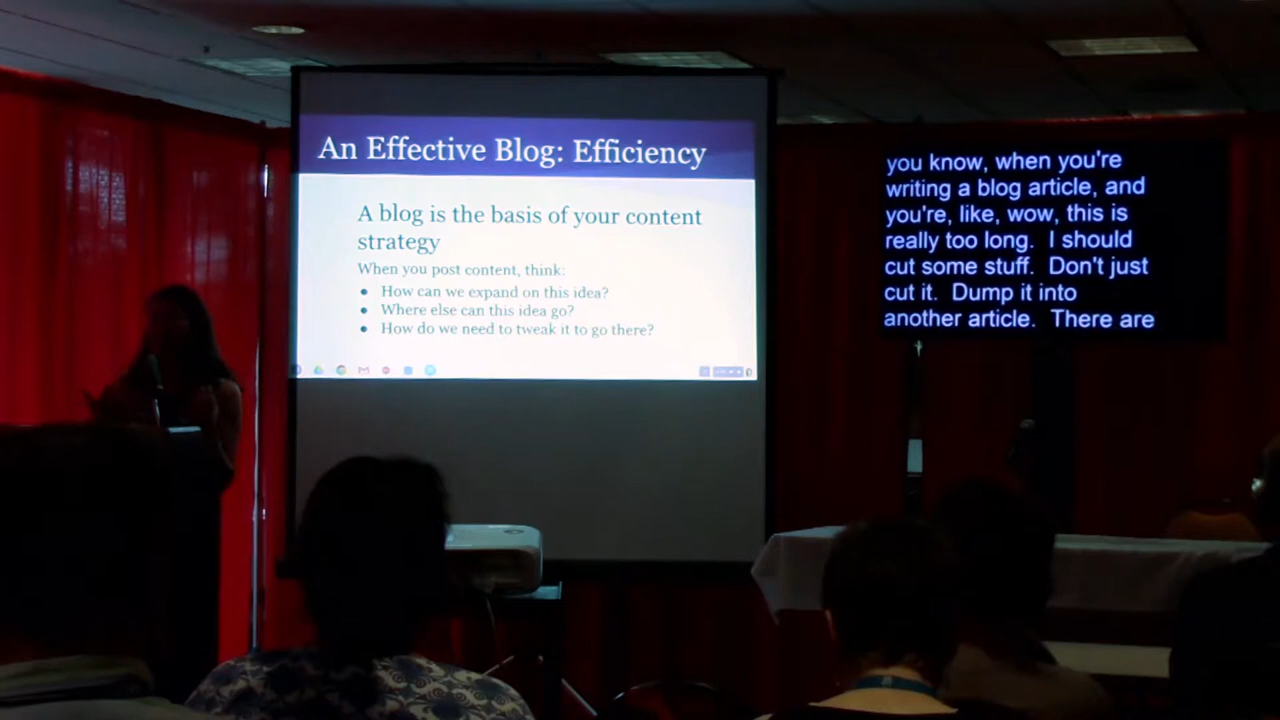 An Effective Blog: Efficiency
A blog is the basis of your content
strategy
When you post content, think:
● How can we expand on this idea?
● Where else can this idea go?
● How do we need to tweak it to go there?
you know, when you're
writing a blog article, and
you're, like, wow, this is
really too long.  I should
cut some stuff.  Don't just
cut it.  Dump it into
another article.  There are